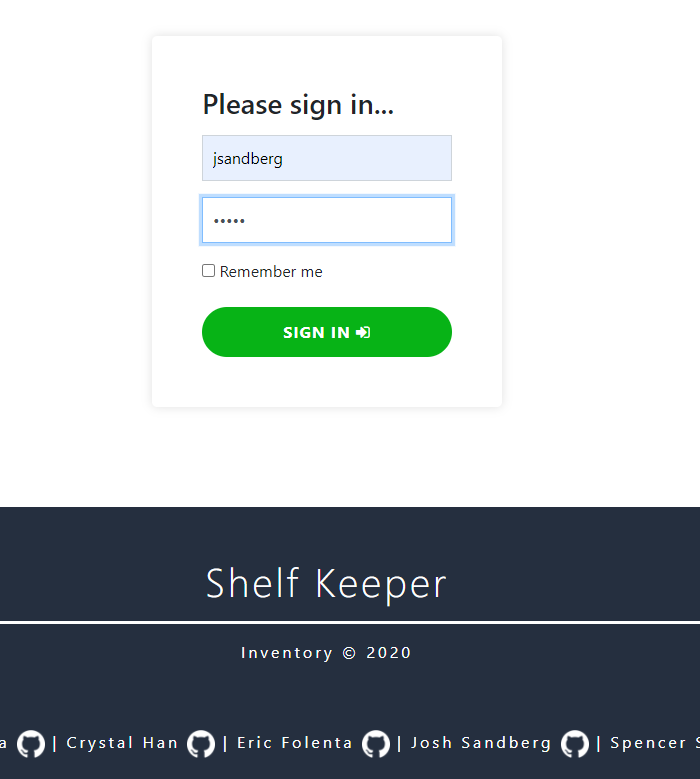 Please sign in...
jsandberg
•••••
Remember me
SIGN IN
Shelf Keeper
Inventory © 2020
a | Crystal Han | Eric Folenta | Josh Sandberg | Spencer S